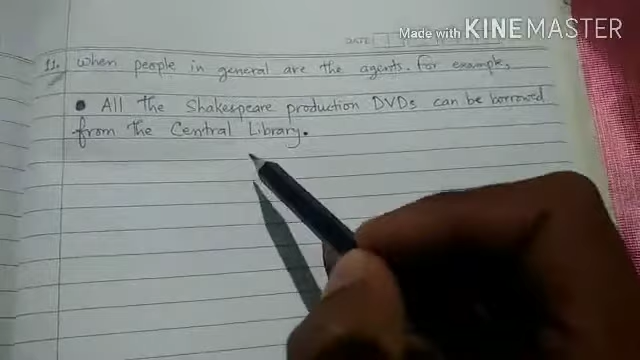 Made with KINEMASTER
DATE
11. When people in general are the agents. For example,
• All the Shakespeare production DVDs can be borrowed
from the Central Library.